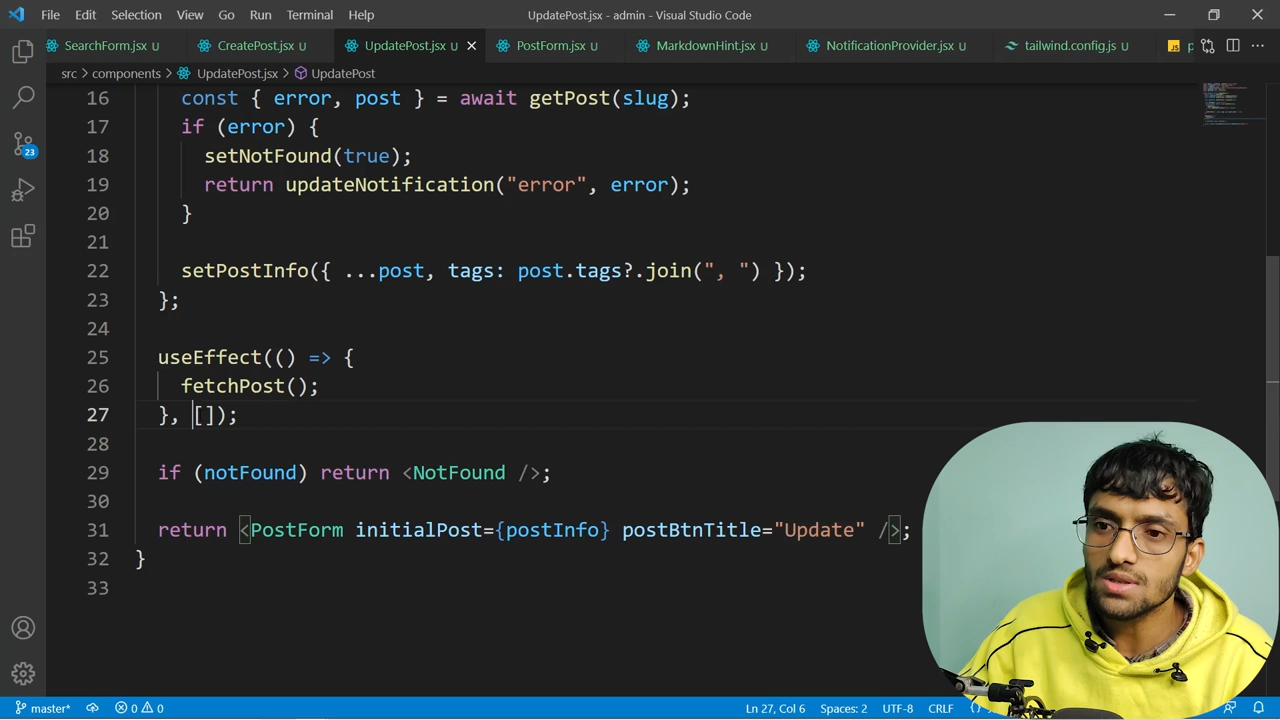 File Edit Selection View Go Run Terminal Help UpdatePost.jsx - admin - Visual Studio Code
SearchForm.jsx U CreatePost.jsx U UpdatePost.jsx U PostForm.jsx U MarkdownHint.jsx U NotificationProvider.jsx U tailwind.config.js U JS
src > components > UpdatePost.jsx > UpdatePost
16 const { error, post } = await getPost(slug);
17 if (error) {
18 setNotFound(true);
19 return updateNotification("error", error);
20 }
21
22 setPostInfo({ ...post, tags: post.tags?.join(", ") });
23 };
24
25 useEffect(() => {
26 fetchPost();
27 }, []);
28
29 if (notFound) return <NotFound />;
30
31 return <PostForm initialPost={postInfo} postBtnTitle="Update" />;
32 }
33
23
master* 0 0 Ln 27, Col 6 Spaces: 2 UTF-8 CRLF